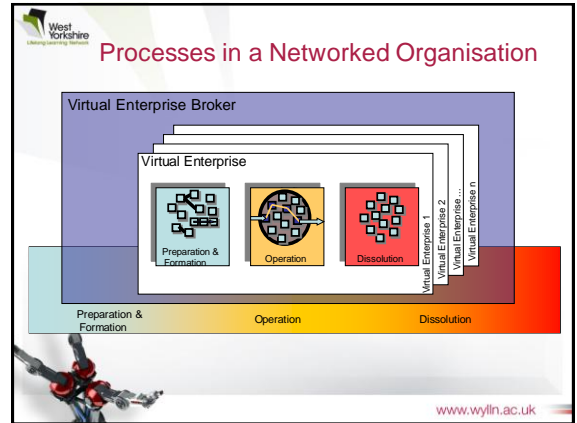 West
Yorkshire
Lifelong Learning Network
Processes in a Networked Organisation
Virtual Enterprise Broker
Virtual Enterprise
Preparation &
Formation
Operation
Dissolution
Virtual Enterprise 1
Virtual Enterprise 2
Virtual Enterprise ...
Virtual Enterprise n
Preparation &
Formation
Operation
Dissolution
www.wylln.ac.uk